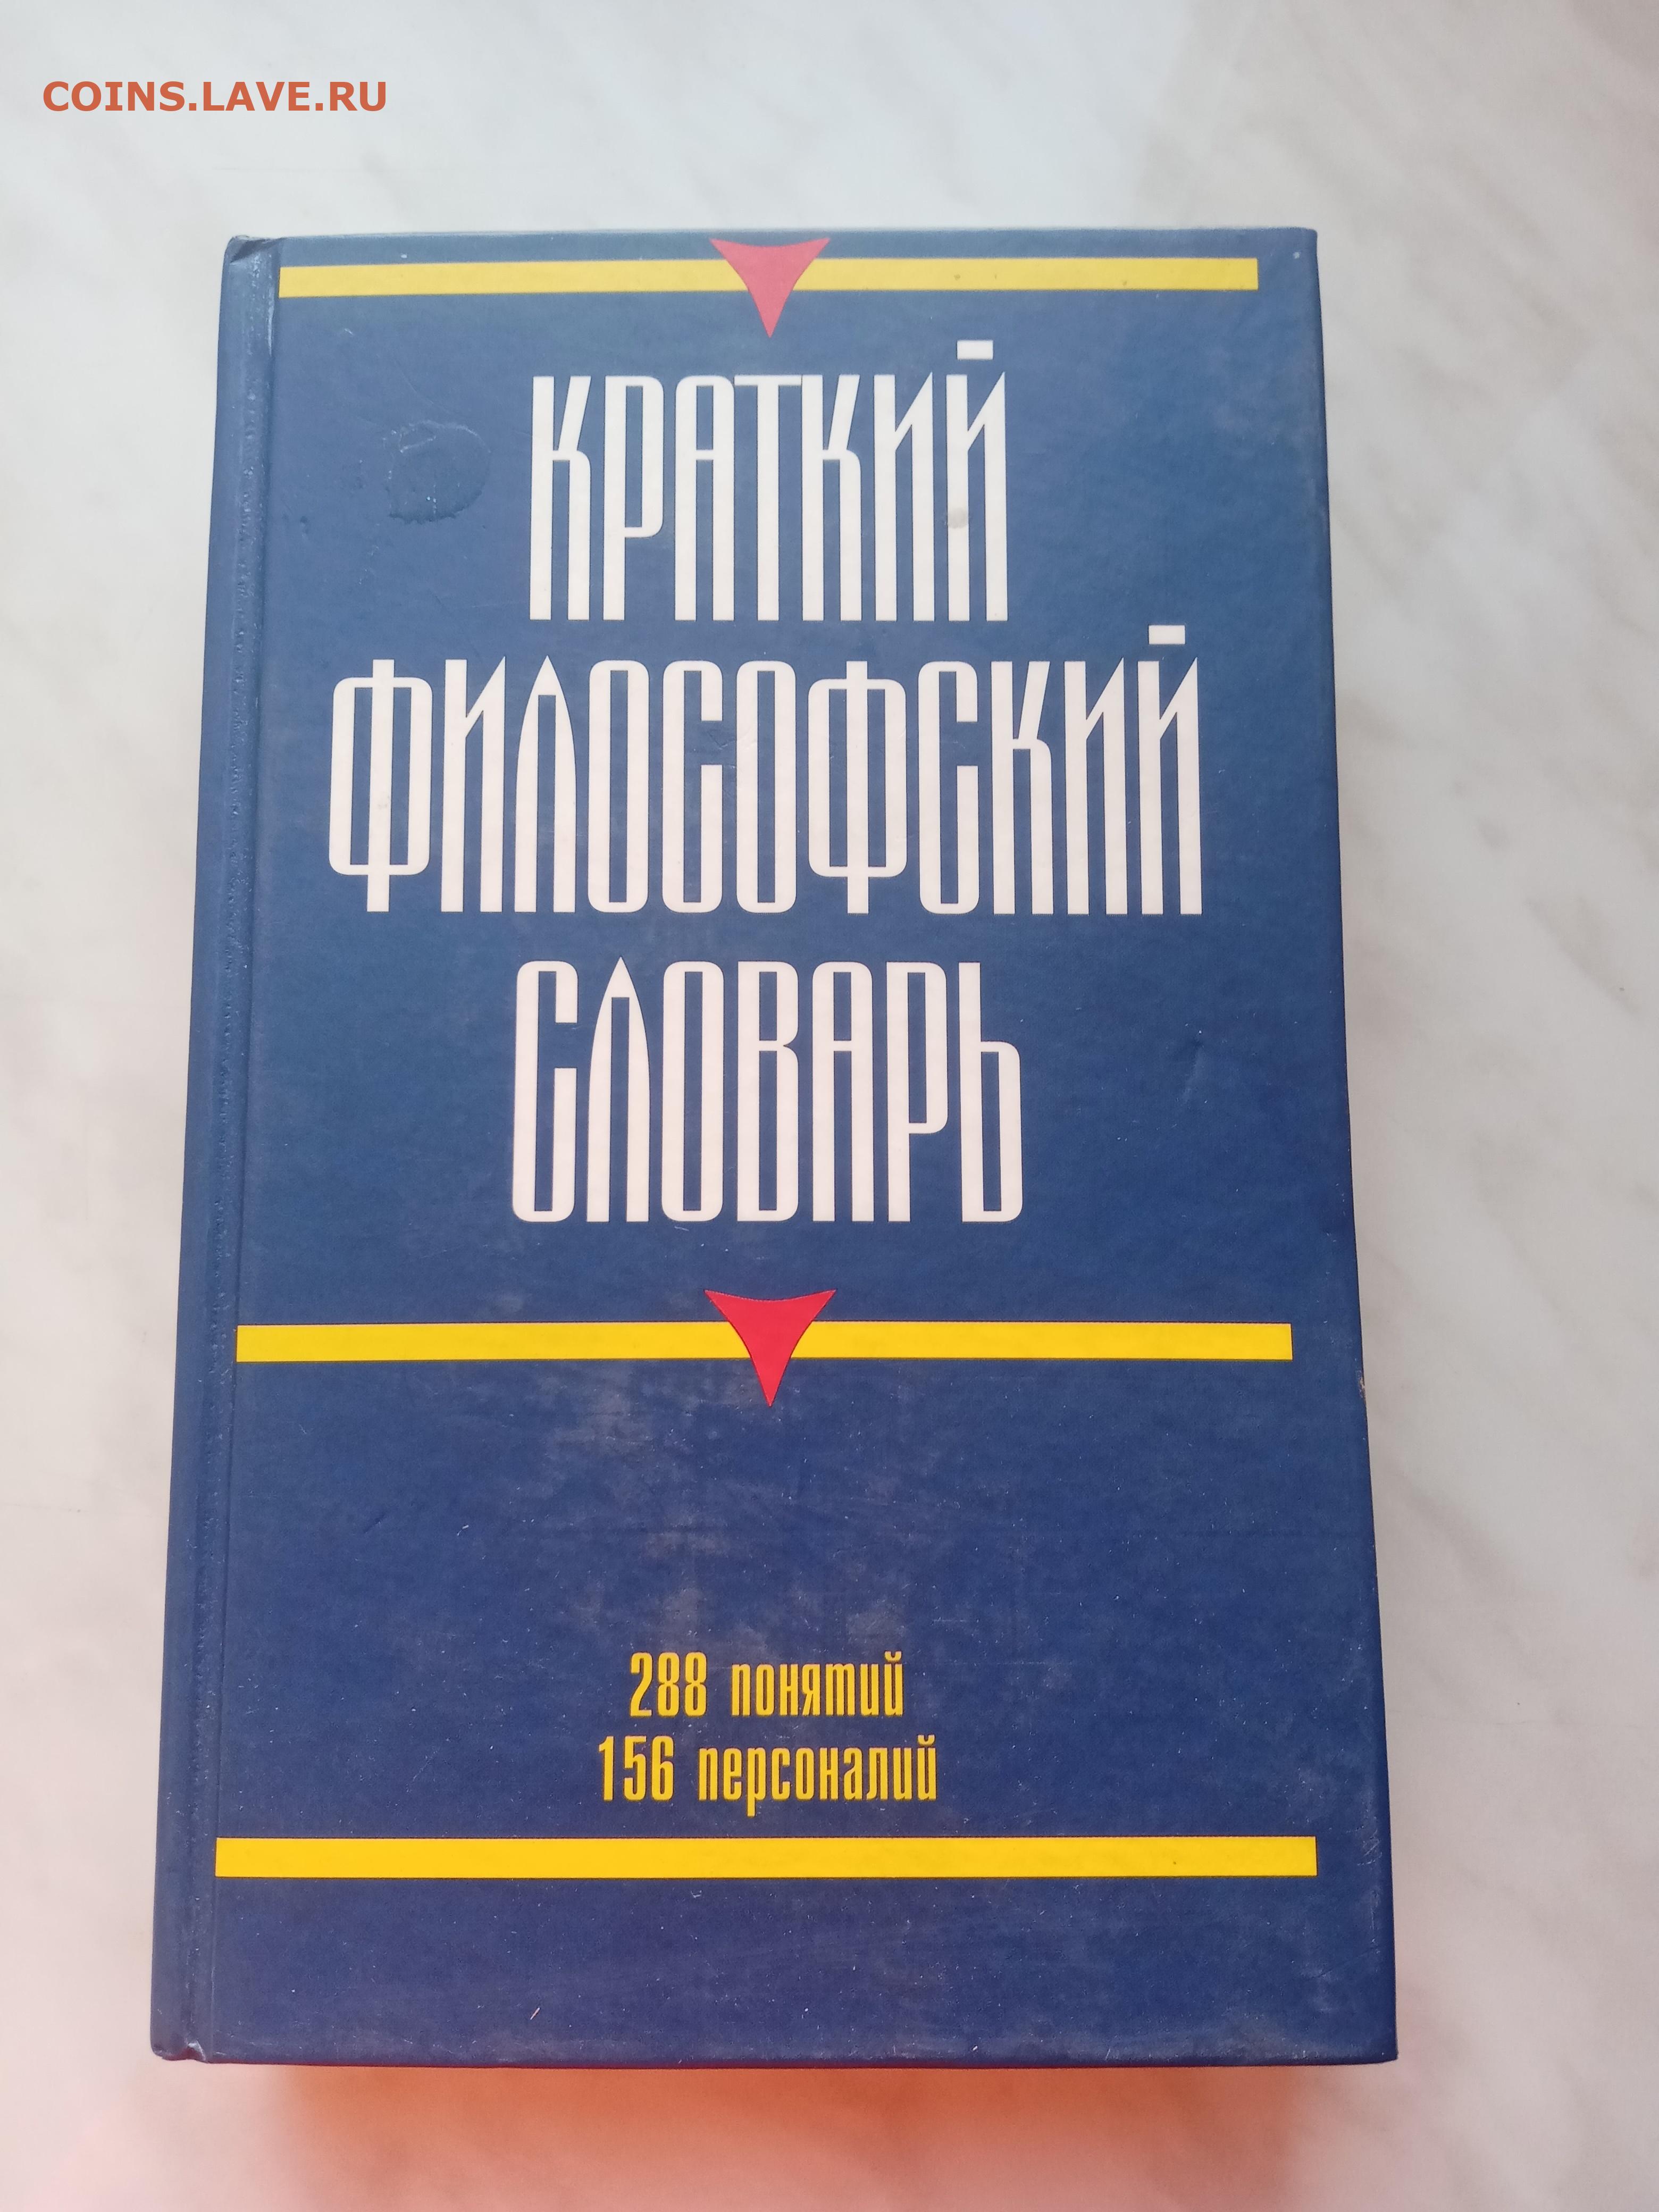 COINS.LAVE.RU
КРАТКИЙ
ФИЛОСОФСКИЙ
СЛОВАРЬ
288 понятий
156 персоналий